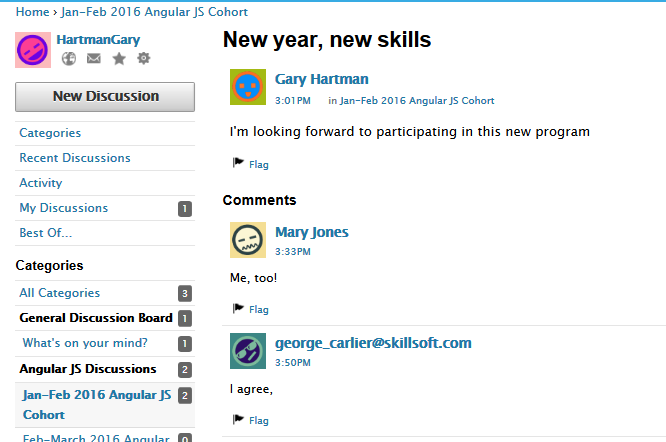 Home › Jan-Feb 2016 Angular JS Cohort
HartmanGary
New Discussion
Categories
Recent Discussions
Activity
My Discussions 1
Best Of...
Categories
All Categories 3
General Discussion Board 1
What's on your mind? 1
Angular JS Discussions 2
Jan-Feb 2016 Angular JS 2
Cohort
Feb-March 2016 Angular 0
New year, new skills
Gary Hartman
3:01PM in Jan-Feb 2016 Angular JS Cohort
I'm looking forward to participating in this new program
Flag
Comments
Mary Jones
3:33PM
Me, too!
Flag
george_carlier@skillsoft.com
3:50PM
I agree,
Flag